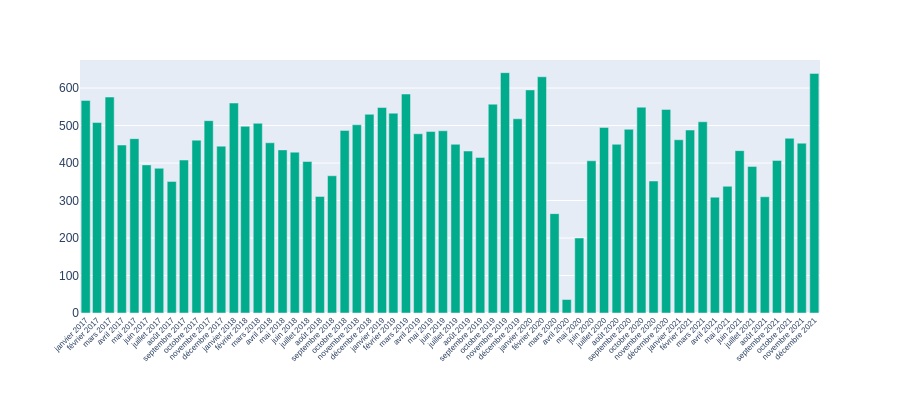 600
500
400
300
200
100
0
janvier 2017
février 2017
mars 2017
avril 2017
mai 2017
juin 2017
juillet 2017
août 2017
septembre 2017
octobre 2017
novembre 2017
décembre 2017
janvier 2018
février 2018
mars 2018
avril 2018
mai 2018
juin 2018
juillet 2018
août 2018
septembre 2018
octobre 2018
novembre 2018
décembre 2018
janvier 2019
février 2019
mars 2019
avril 2019
mai 2019
juin 2019
juillet 2019
août 2019
septembre 2019
octobre 2019
novembre 2019
décembre 2019
janvier 2020
février 2020
mars 2020
avril 2020
mai 2020
juin 2020
juillet 2020
août 2020
septembre 2020
octobre 2020
novembre 2020
décembre 2020
janvier 2021
février 2021
mars 2021
avril 2021
mai 2021
juin 2021
juillet 2021
août 2021
septembre 2021
octobre 2021
novembre 2021
décembre 2021